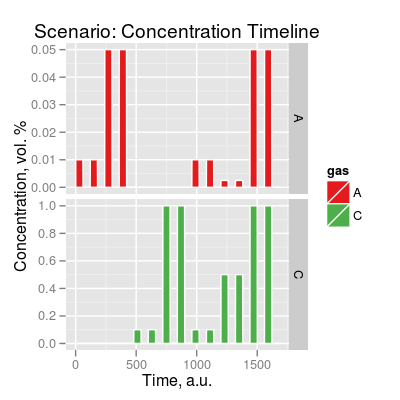 Scenario: Concentration Timeline
0.05
0.04
0.03
0.02
0.01
0.00
A
1.0
0.8
0.6
0.4
0.2
0.0
C
0 500 1000 1500
Time, a.u.
Concentration, vol. %
gas
A
C